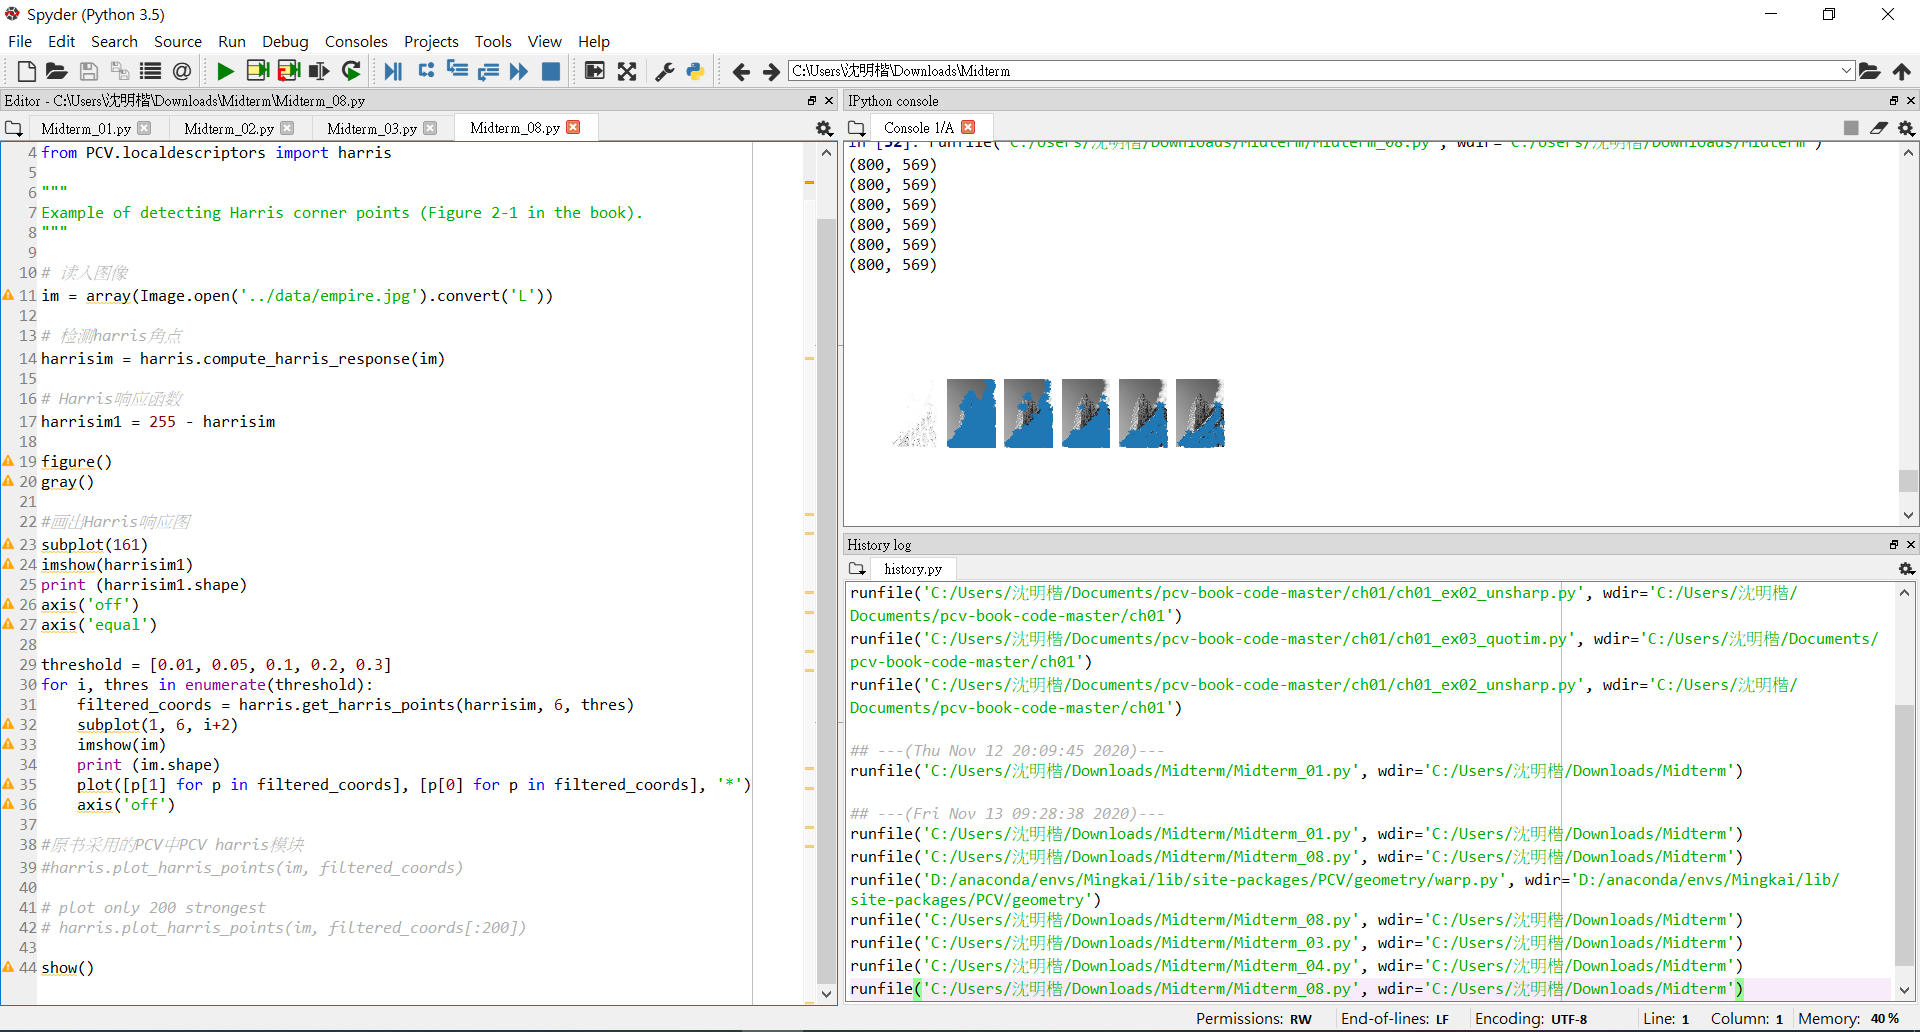 Spyder (Python 3.5)
File Edit Search Source Run Debug Consoles Projects Tools View Help
C:\Users\沈明楷\Downloads\Midterm
Editor - C:\Users\沈明楷\Downloads\Midterm\Midterm_08.py
Midterm_01.py Midterm_02.py Midterm_03.py Midterm_08.py
4 from PCV.localdescriptors import harris
5
6 """
7 Example of detecting Harris corner points (Figure 2-1 in the book).
8 """
9
10 # 读入图像
11 im = array(Image.open('../data/empire.jpg').convert('L'))
12
13 # 检测harris角点
14 harrisim = harris.compute_harris_response(im)
15
16 # Harris响应函数
17 harrisim1 = 255 - harrisim
18
19 figure()
20 gray()
21
22 #画出Harris响应图
23 subplot(161)
24 imshow(harrisim1)
25 print (harrisim1.shape)
26 axis('off')
27 axis('equal')
28
29 threshold = [0.01, 0.05, 0.1, 0.2, 0.3]
30 for i, thres in enumerate(threshold):
31 filtered_coords = harris.get_harris_points(harrisim, 6, thres)
32 subplot(1, 6, i+2)
33 imshow(im)
34 print (im.shape)
35 plot([p[1] for p in filtered_coords], [p[0] for p in filtered_coords], '*')
36 axis('off')
37
38 #原书采用的PCV中PCV harris模块
39 #harris.plot_harris_points(im, filtered_coords)
40
41 # plot only 200 strongest
42 # harris.plot_harris_points(im, filtered_coords[:200])
43
44 show()
IPython console
Console 1/A
In [52]: runfile('C:/Users/沈明楷/Downloads/Midterm/Midterm_08.py', wdir='C:/Users/沈明楷/Downloads/Midterm')
(800, 569)
(800, 569)
(800, 569)
(800, 569)
(800, 569)
(800, 569)
History log
history.py
runfile('C:/Users/沈明楷/Documents/pcv-book-code-master/ch01/ch01_ex02_unsharp.py', wdir='C:/Users/沈明楷/
Documents/pcv-book-code-master/ch01')
runfile('C:/Users/沈明楷/Documents/pcv-book-code-master/ch01/ch01_ex03_quotim.py', wdir='C:/Users/沈明楷/Documents/
pcv-book-code-master/ch01')
runfile('C:/Users/沈明楷/Documents/pcv-book-code-master/ch01/ch01_ex02_unsharp.py', wdir='C:/Users/沈明楷/
Documents/pcv-book-code-master/ch01')
## ---(Thu Nov 12 20:09:45 2020)---
runfile('C:/Users/沈明楷/Downloads/Midterm/Midterm_01.py', wdir='C:/Users/沈明楷/Downloads/Midterm')
## ---(Fri Nov 13 09:28:38 2020)---
runfile('C:/Users/沈明楷/Downloads/Midterm/Midterm_01.py', wdir='C:/Users/沈明楷/Downloads/Midterm')
runfile('C:/Users/沈明楷/Downloads/Midterm/Midterm_08.py', wdir='C:/Users/沈明楷/Downloads/Midterm')
runfile('D:/anaconda/envs/Mingkai/lib/site-packages/PCV/geometry/warp.py', wdir='D:/anaconda/envs/Mingkai/lib/
site-packages/PCV/geometry')
runfile('C:/Users/沈明楷/Downloads/Midterm/Midterm_08.py', wdir='C:/Users/沈明楷/Downloads/Midterm')
runfile('C:/Users/沈明楷/Downloads/Midterm/Midterm_03.py', wdir='C:/Users/沈明楷/Downloads/Midterm')
runfile('C:/Users/沈明楷/Downloads/Midterm/Midterm_04.py', wdir='C:/Users/沈明楷/Downloads/Midterm')
runfile('C:/Users/沈明楷/Downloads/Midterm/Midterm_08.py', wdir='C:/Users/沈明楷/Downloads/Midterm')
Permissions: RW End-of-lines: LF Encoding: UTF-8 Line: 1 Column: 1 Memory: 40 %